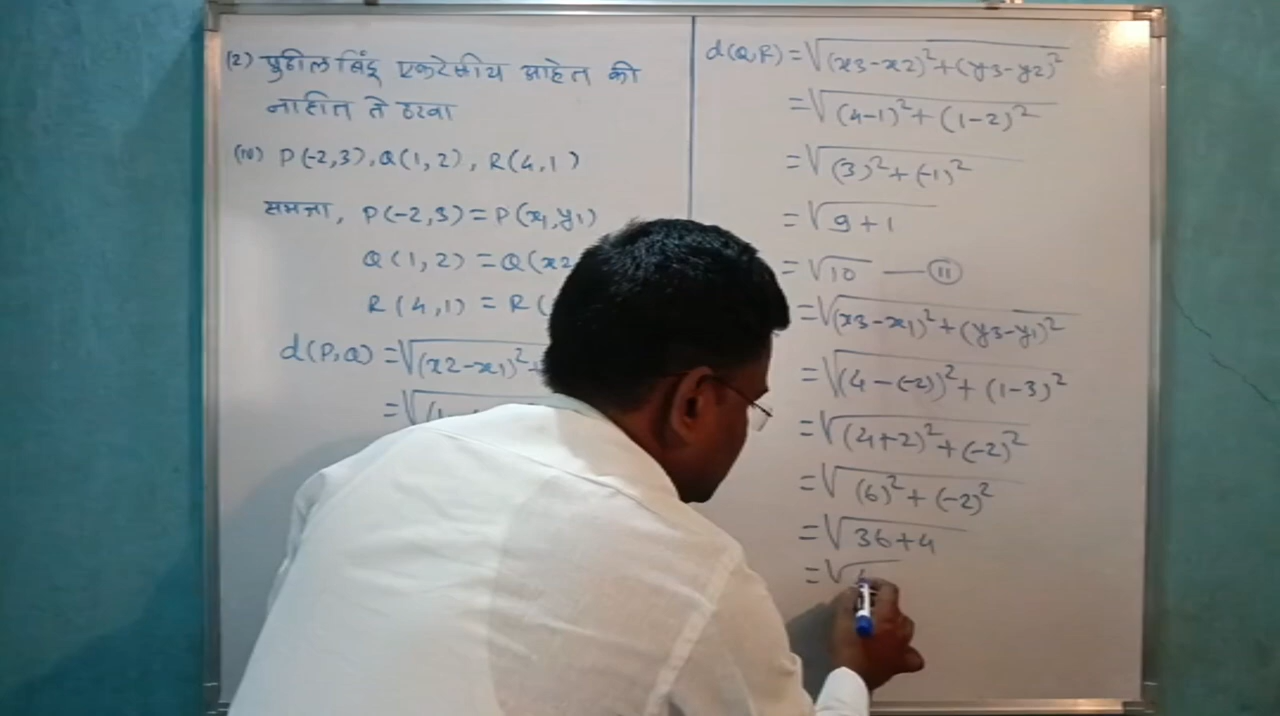 (2) पुढील बिंदू एकरेषीय आहेत की
नाहीत ते ठरवा
P(-2,3), Q(1,2), R(4,1)
समजा, P(-2,3) = P(x1, y1)
Q(1,2) = Q(x2
R(4,1) = R(
d(P,Q) = √(x2-x1)²+
= √(1
d(Q,R) = √(x3-x2)²+(y3-y2)²
= √(4-1)²+(1-2)²
= √(3)²+(-1)²
= √9+1
= √10 — II
= √(x3-x1)²+(y3-y1)²
= √(4-(-2))²+(1-3)²
= √(4+2)²+(-2)²
= √(6)²+(-2)²
= √36+4
= √